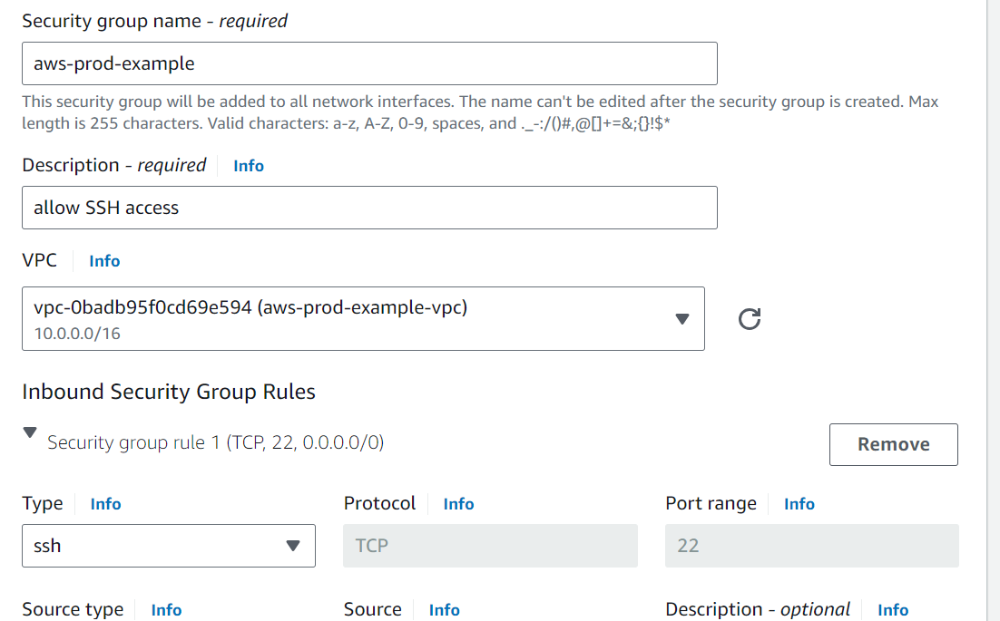 Security group name - required
aws-prod-example
This security group will be added to all network interfaces. The name can't be edited after the security group is created. Max
length is 255 characters. Valid characters: a-z, A-Z, 0-9, spaces, and ._-:/()#,@[]+=&;{}!$*
Description - required Info
allow SSH access
VPC Info
vpc-0badb95f0cd69e594 (aws-prod-example-vpc)
10.0.0.0/16
Inbound Security Group Rules
Security group rule 1 (TCP, 22, 0.0.0.0/0) Remove
Type Info Protocol Info Port range Info
ssh TCP 22
Source type Info Source Info Description - optional Info